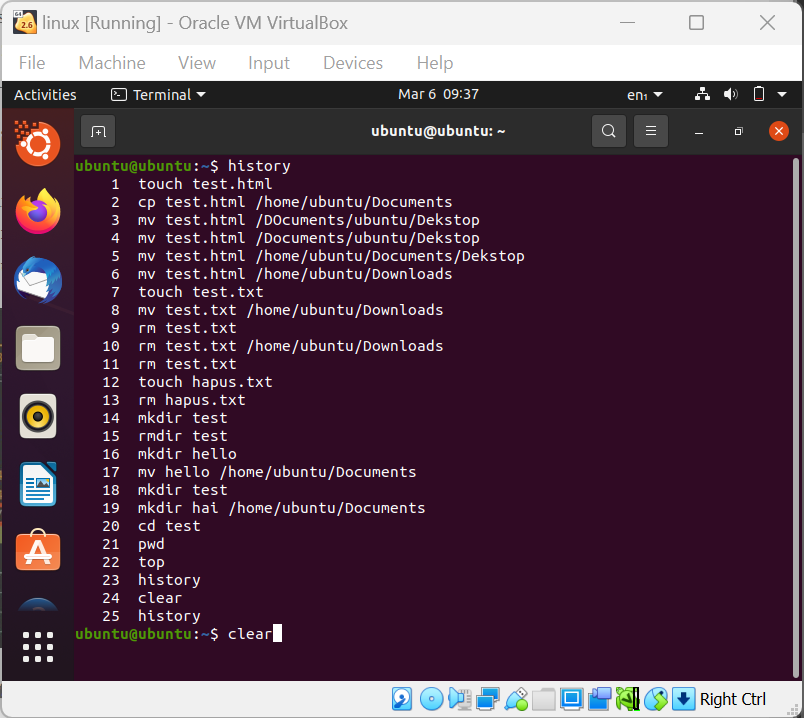 linux [Running] - Oracle VM VirtualBox
File Machine View Input Devices Help
Activities Terminal Mar 6 09:37 en₁
ubuntu@ubuntu: ~
ubuntu@ubuntu:~$ history
1 touch test.html
2 cp test.html /home/ubuntu/Documents
3 mv test.html /DOcuments/ubuntu/Dekstop
4 mv test.html /Documents/ubuntu/Dekstop
5 mv test.html /home/ubuntu/Documents/Dekstop
6 mv test.html /home/ubuntu/Downloads
7 touch test.txt
8 mv test.txt /home/ubuntu/Downloads
9 rm test.txt
10 rm test.txt /home/ubuntu/Downloads
11 rm test.txt
12 touch hapus.txt
13 rm hapus.txt
14 mkdir test
15 rmdir test
16 mkdir hello
17 mv hello /home/ubuntu/Documents
18 mkdir test
19 mkdir hai /home/ubuntu/Documents
20 cd test
21 pwd
22 top
23 history
24 clear
25 history
ubuntu@ubuntu:~$ clear
Right Ctrl